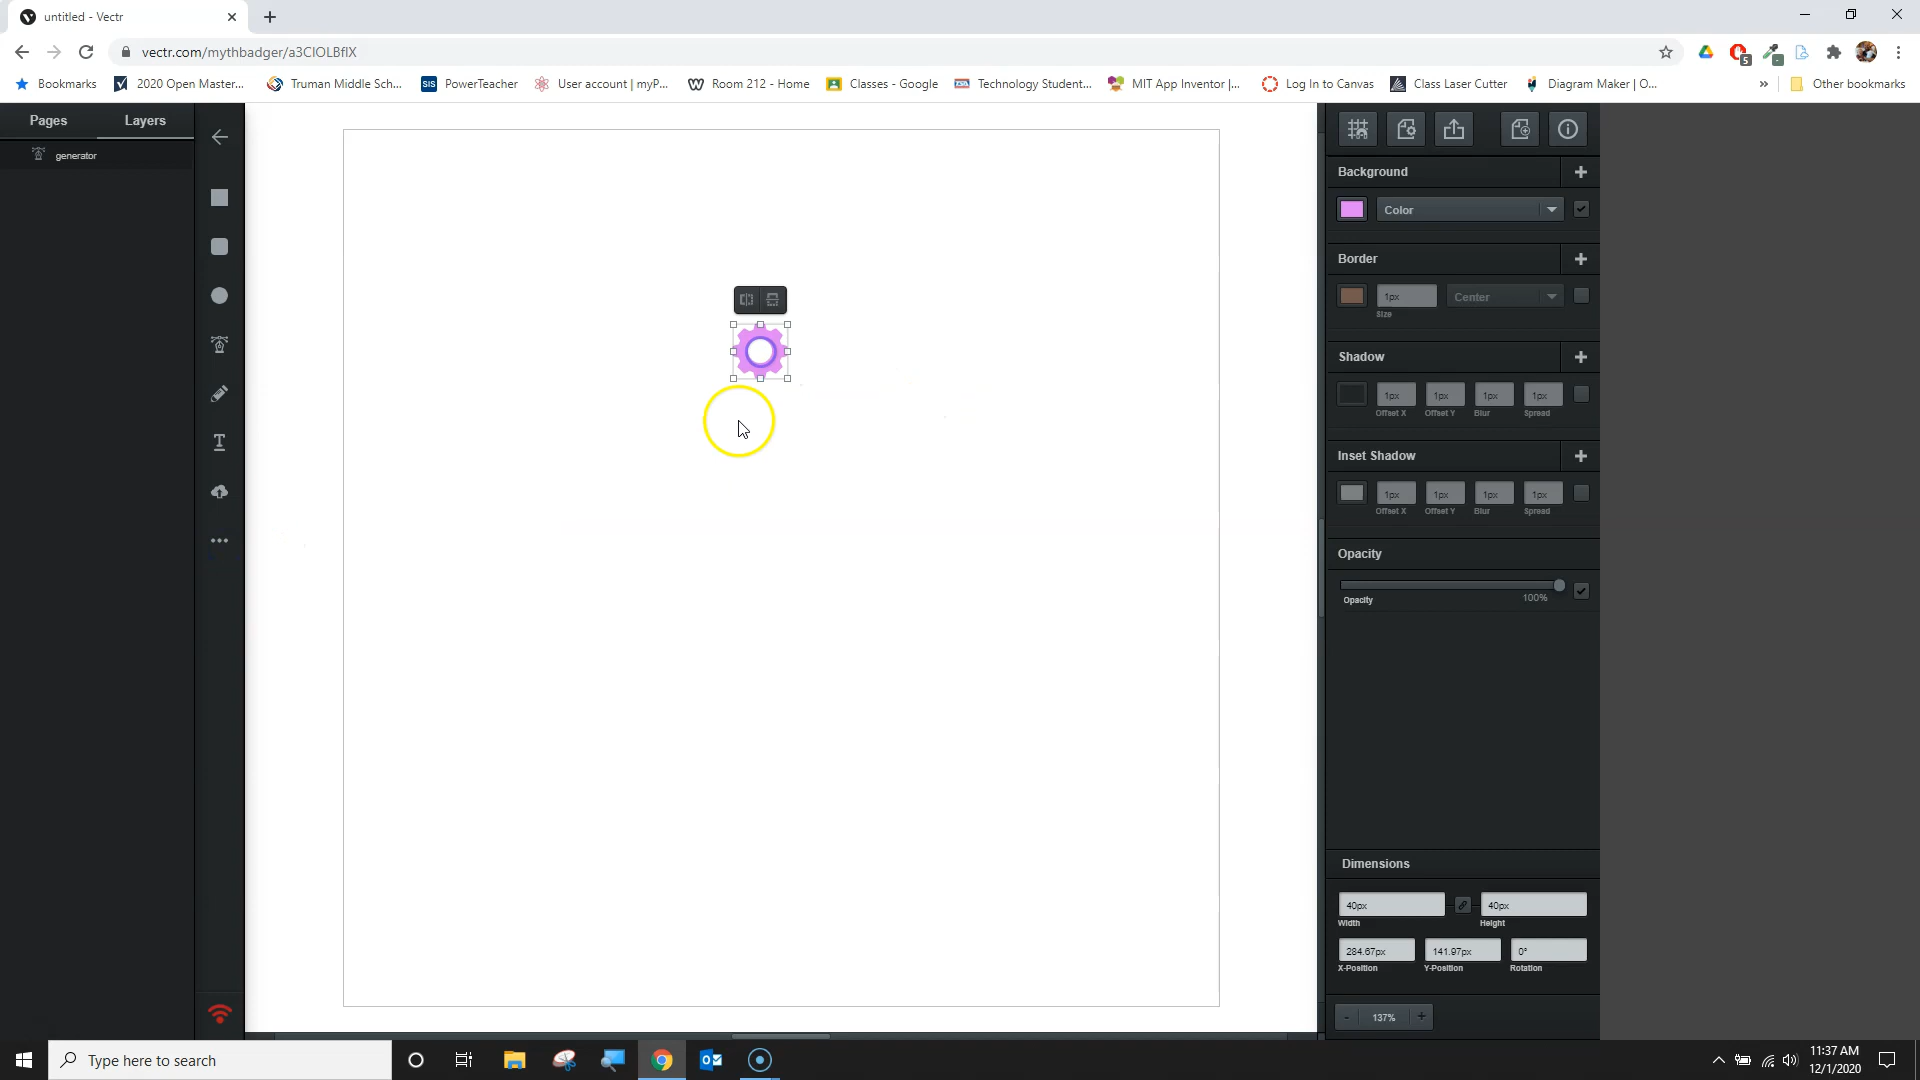 untitled - Vectr
vectr.com/mythbadger/a3CIOLBflX
Bookmarks
2020 Open Master...
Truman Middle Sch...
SIS PowerTeacher
User account | myP...
Room 212 - Home
Classes - Google
Technology Student...
MIT App Inventor |...
Log In to Canvas
Class Laser Cutter
Diagram Maker | O...
»
Other bookmarks
5
Pages
Layers
generator
Background
Color
Border
1px
Center
Size
Shadow
1px 1px 1px 1px
Offset X Offset Y Blur Spread
Inset Shadow
1px 1px 1px 1px
Offset X Offset Y Blur Spread
Opacity
Opacity 100%
Dimensions
40px 40px
Width Height
284.67px 141.97px 0°
X-Position Y-Position Rotation
- 137% +
Type here to search
11:37 AM
12/1/2020